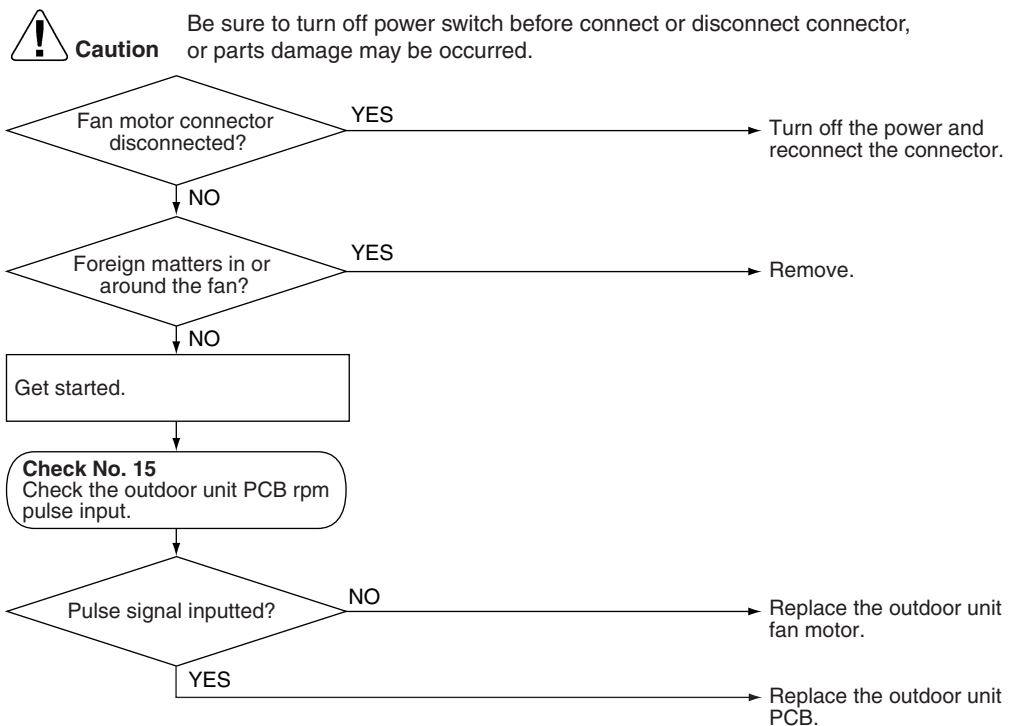 Be sure to turn off power switch before connect or disconnect connector,
Caution or parts damage may be occurred.
Fan motor connector
disconnected?
YES
Turn off the power and
reconnect the connector.
NO
Foreign matters in or
around the fan?
YES
Remove.
NO
Get started.
Check No. 15
Check the outdoor unit PCB rpm
pulse input.
Pulse signal inputted?
NO
Replace the outdoor unit
fan motor.
YES
Replace the outdoor unit
PCB.